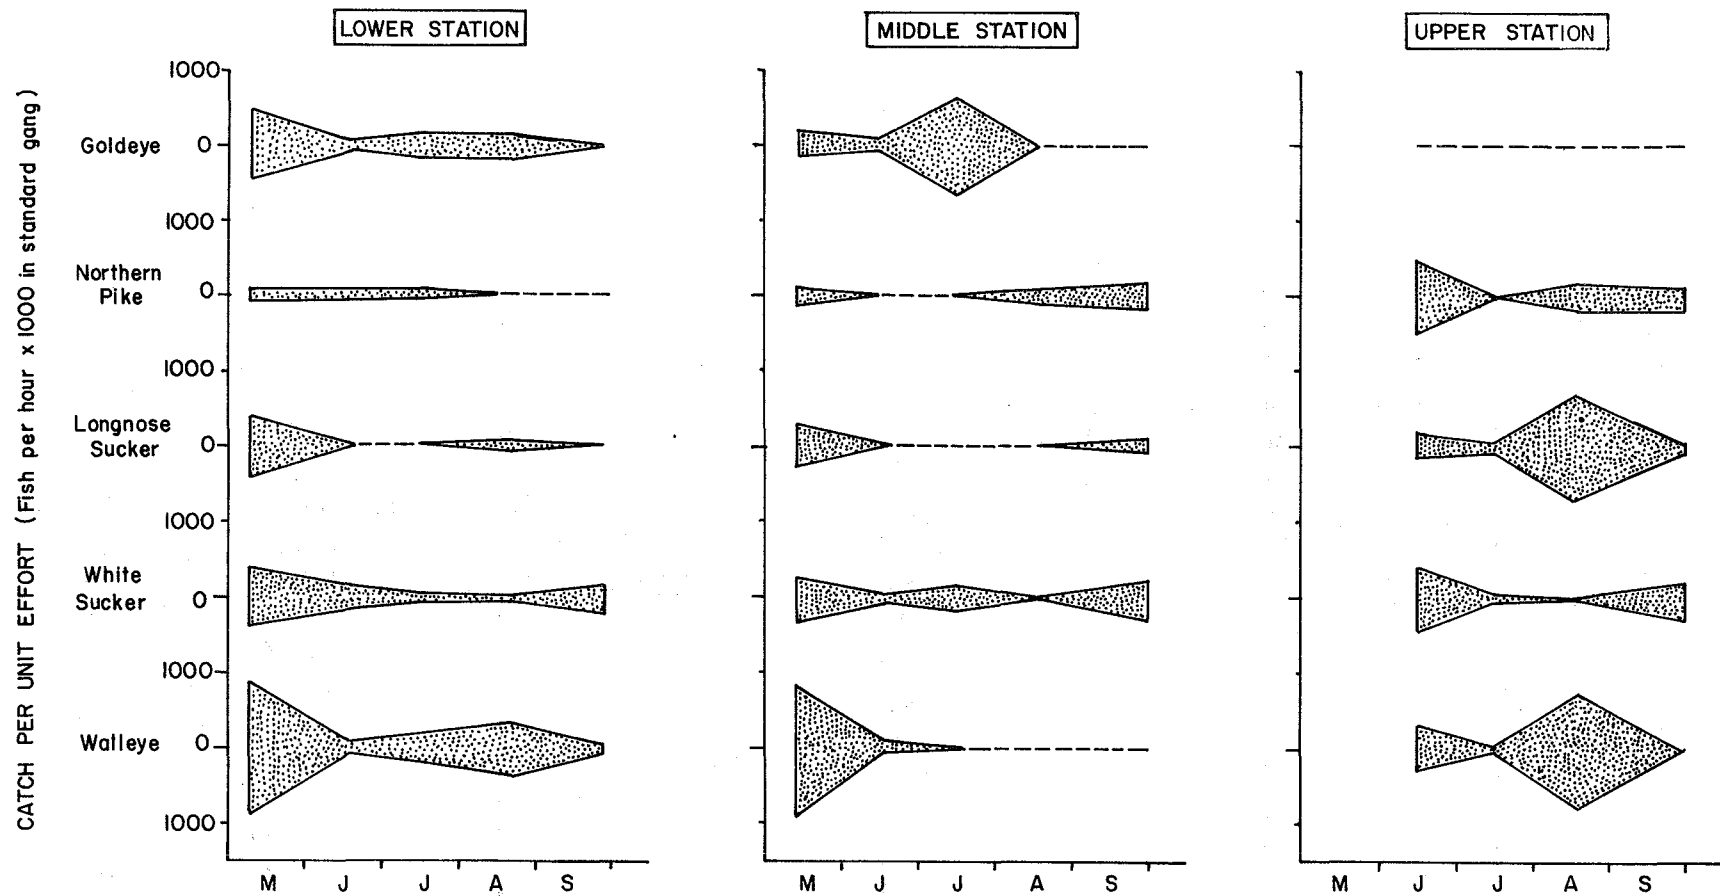 LOWER STATION
MIDDLE STATION
UPPER STATION
CATCH PER UNIT EFFORT (Fish per hour x 1000 in standard gang)
1000
Goldeye 0
1000
Northern
Pike 0
1000
Longnose
Sucker 0
1000
White
Sucker 0
1000
Walleye 0
1000
M J J A S
M J J A S
M J J A S